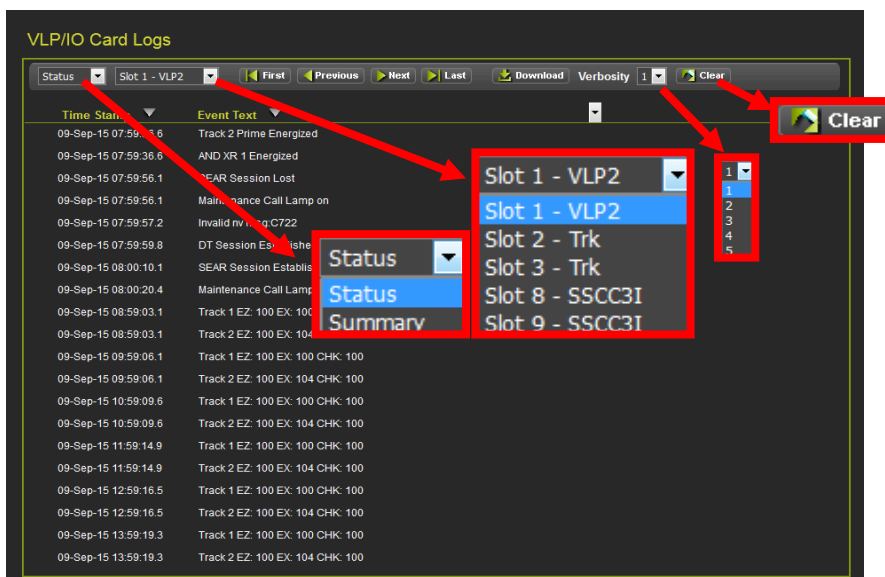 VLP/IO Card Logs
Status Slot 1 - VLP2 First Previous Next Last Download Verbosity 1 Clear
Time Event Text
Clear
09-Sep-15 Track 2 Prime Energized
09-Sep-15 07:59:36.6 AND XR 1 Energized
09-Sep-15 07:59:56.1 Session Lost
09-Sep-15 07:59:56.1 Call Lamp on
09-Sep-15 07:59:57.2 Invalid
09-Sep-15 07:59:59.8 DT Session
09-Sep-15 08:00:10.1 SEAR Session
09-Sep-15 08:00:20.4 Maintenance Call Lamp
09-Sep-15 08:59:03.1 Track 1 EZ: 100 EX:
09-Sep-15 08:59:03.1 Track 2 EZ: 100 EX:
09-Sep-15 09:59:06.1 Track 1 EZ: 100 EX: 100 CHK: 100
09-Sep-15 09:59:06.1 Track 2 EZ: 100 EX: 104 CHK: 100
09-Sep-15 10:59:09.6 Track 1 EZ: 100 EX: 100 CHK: 100
09-Sep-15 10:59:09.6 Track 2 EZ: 100 EX: 104 CHK: 100
09-Sep-15 11:59:14.9 Track 1 EZ: 100 EX: 100 CHK: 100
09-Sep-15 11:59:14.9 Track 2 EZ: 100 EX: 104 CHK: 100
09-Sep-15 12:59:16.5 Track 1 EZ: 100 EX: 100 CHK: 100
09-Sep-15 12:59:16.5 Track 2 EZ: 100 EX: 104 CHK: 100
09-Sep-15 13:59:19.3 Track 1 EZ: 100 EX: 100 CHK: 100
09-Sep-15 13:59:19.3 Track 2 EZ: 100 EX: 104 CHK: 100
Status
Status
Summary
Slot 1 - VLP2
Slot 1 - VLP2
Slot 2 - Trk
Slot 3 - Trk
Slot 8 - SSCC3I
Slot 9 - SSCC3I
1
1
2
3
4
5